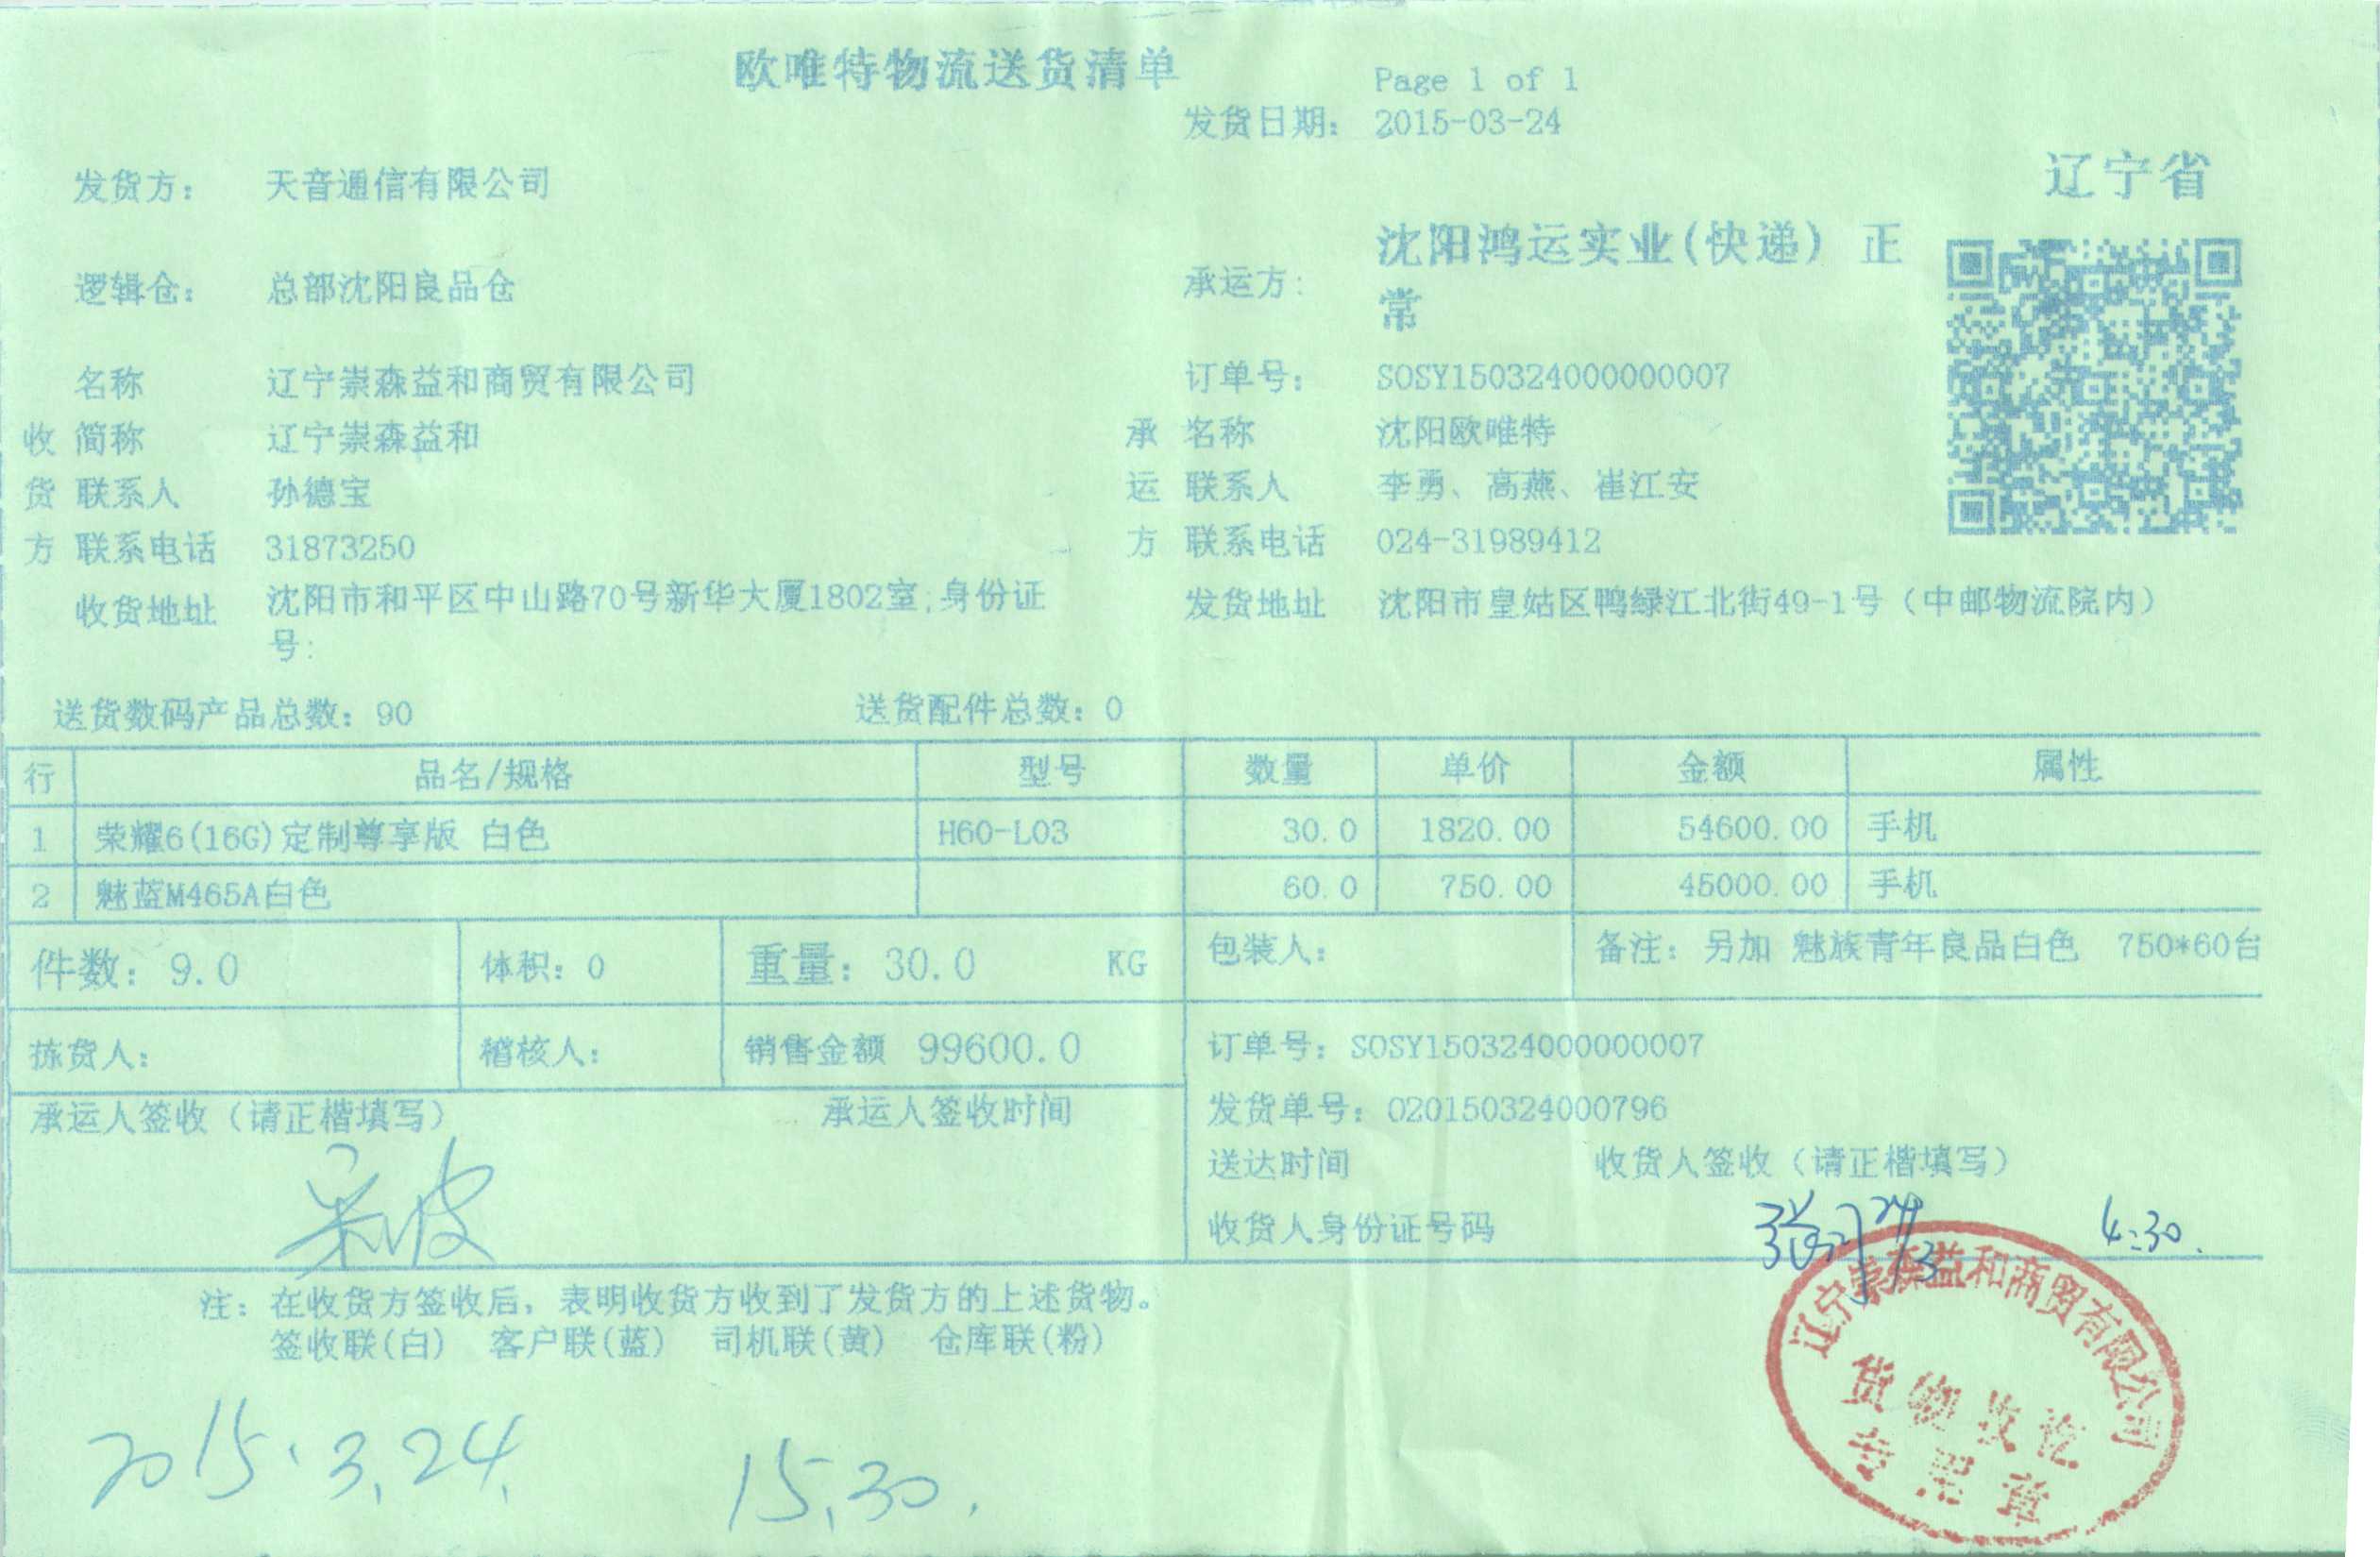 欧唯特物流送货清单
Page 1 of 1
发货日期: 2015-03-24
辽宁省
发货方: 天音通信有限公司
逻辑仓: 总部沈阳良品仓
承运方: 沈阳鸿运实业(快递) 正
常
名称 辽宁崇森益和商贸有限公司
订单号: SOSY150324000000007
收 简称 辽宁崇森益和
承 名称 沈阳欧唯特
货 联系人 孙德宝
运 联系人 李勇、高燕、崔江安
方 联系电话 31873250
方 联系电话 024-31989412
收货地址 沈阳市和平区中山路70号新华大厦1802室;身份证
号:
发货地址 沈阳市皇姑区鸭绿江北街49-1号(中邮物流院内)
送货数码产品总数: 90 送货配件总数: 0
行 品名/规格 型号 数量 单价 金额 属性
1 荣耀6(16G)定制尊享版 白色 H60-L03 30.0 1820.00 54600.00 手机
2 魅蓝M465A白色 60.0 750.00 45000.00 手机
件数: 9.0 体积: 0 重量: 30.0 KG 包装人: 备注: 另加 魅族青年良品白色 750*60台
拣货人: 稽核人: 销售金额 99600.0 订单号: SOSY150324000000007
承运人签收(请正楷填写) 承运人签收时间
发货单号: 020150324000796
送达时间 收货人签收(请正楷填写)
收货人身份证号码
4:30.
注: 在收货方签收后, 表明收货方收到了发货方的上述货物。
签收联(白) 客户联(蓝) 司机联(黄) 仓库联(粉)
2015.3.24.
15.30.
辽宁崇森益和商贸有限公司
货物收讫
专用章